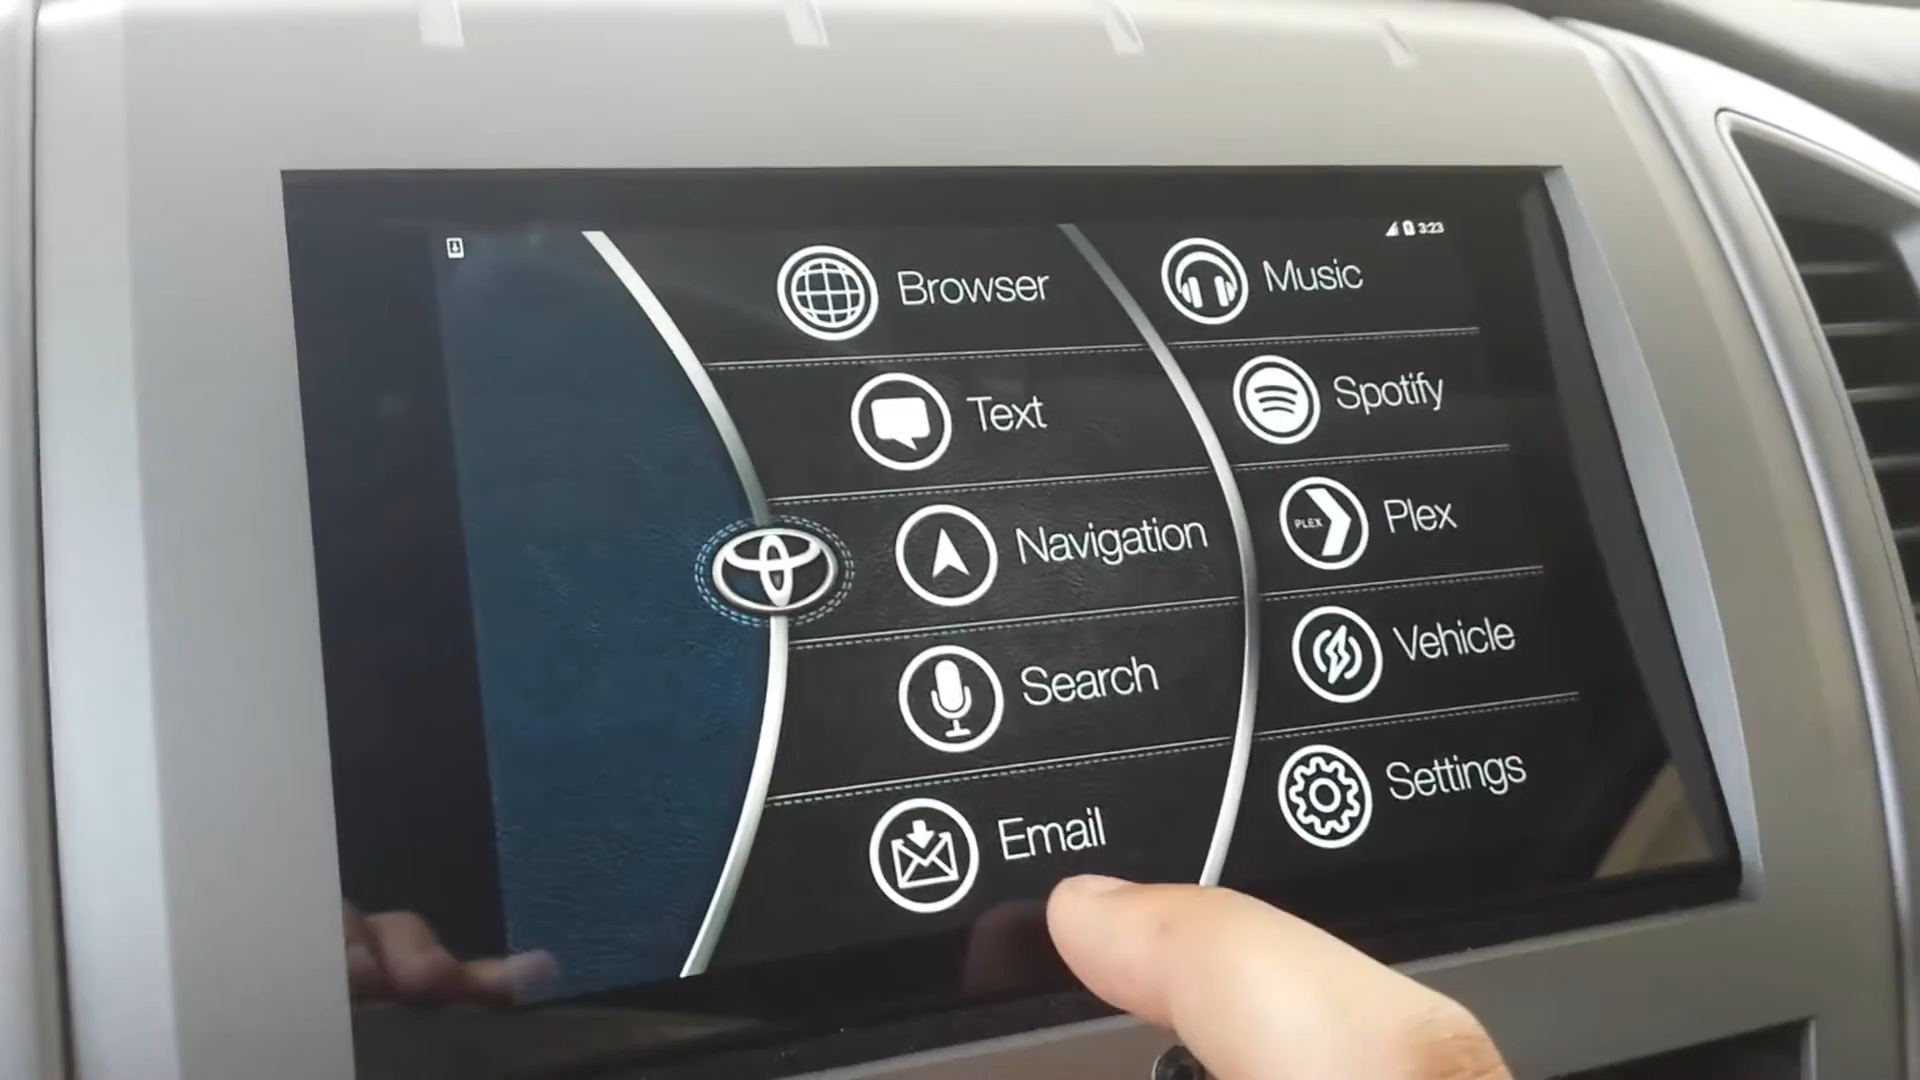 3:23
Browser
Music
Text
Spotify
Navigation
PLEX
Plex
Search
Vehicle
Email
Settings